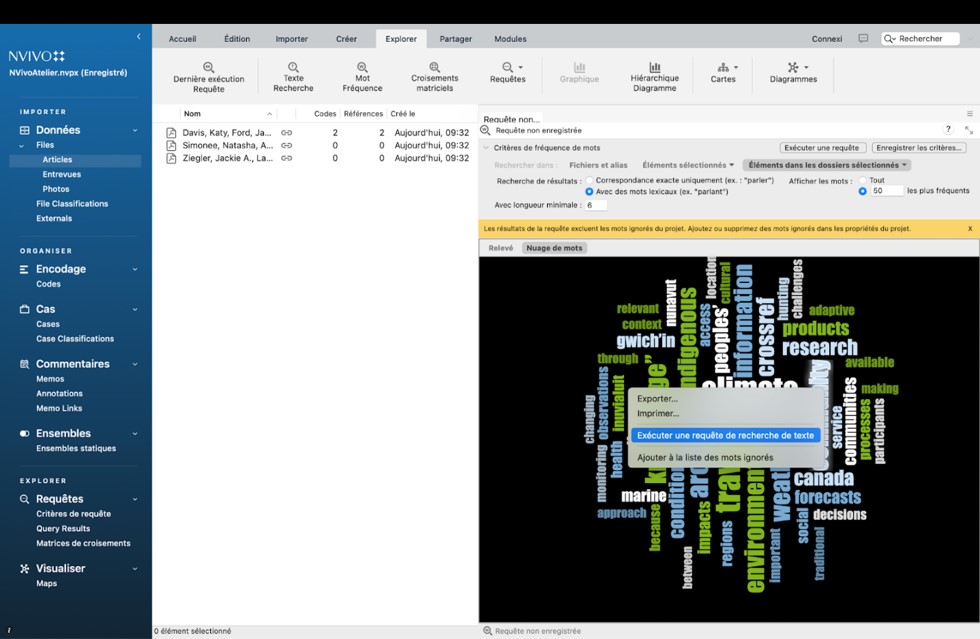 NVIVO
NVivoAtelier.nvpx (Enregistré)
IMPORTER
Données
Files
Articles
Entrevues
Photos
File Classifications
Externals
ORGANISER
Encodage
Codes
Cas
Cases
Case Classifications
Commentaires
Memos
Annotations
Memo Links
Ensembles
Ensembles statiques
EXPLORER
Requêtes
Critères de requête
Query Results
Matrices de croisements
Visualiser
Maps
Accueil Édition Importer Créer Explorer Partager Modules Connexi Rechercher
Dernière exécution Requête
Texte Recherche
Mot Fréquence
Croisements matriciels
Requêtes
Graphique
Hiérarchique Diagramme
Cartes
Diagrammes
Nom Codes Références Créé le
Davis, Katy, Ford, Ja... 2 2 Aujourd'hui, 09:32
Simonee, Natasha, A... 0 0 Aujourd'hui, 09:32
Ziegler, Jackie A., La... 0 0 Aujourd'hui, 09:32
0 élément sélectionné
Requête non...
Requête non enregistrée ?
Critères de fréquence de mots Exécuter une requête Enregistrer les critères...
Rechercher dans : Fichiers et alias Éléments sélectionnés Éléments dans les dossiers sélectionnés
Recherche de résultats : Correspondance exacte uniquement (ex. : "parler") Afficher les mots : Tout
Avec des mots lexicaux (ex. "parlant") 50 les plus fréquents
Avec longueur minimale : 6
Les résultats de la requête excluent les mots ignorés du projet. Ajoutez ou supprimez des mots ignorés dans les propriétés du projet. X
Relevé Nuage de mots
relevant
context
nunavut
gwich'in
through
indigenous
access
location
cultural
peoples'
information
crossref
hunting
challenges
adaptive
products
research
available
making
changing
observations
inuvialuit
monitoring
health
service
communities
processes
participants
Exporter...
Imprimer...
Exécuter une requête de recherche de texte
Ajouter à la liste des mots ignorés
marine
approach
because
between
impacts
regions
important
social
canada
forecasts
decisions
traditional
Requête non enregistrée